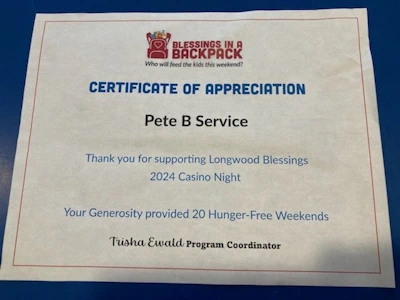 BLESSINGS IN A
BACKPACK
Who will feed the kids this weekend?
CERTIFICATE OF APPRECIATION
Pete B Service
Thank you for supporting Longwood Blessings
2024 Casino Night
Your Generosity provided 20 Hunger-Free Weekends
Trisha Ewald Program Coordinator